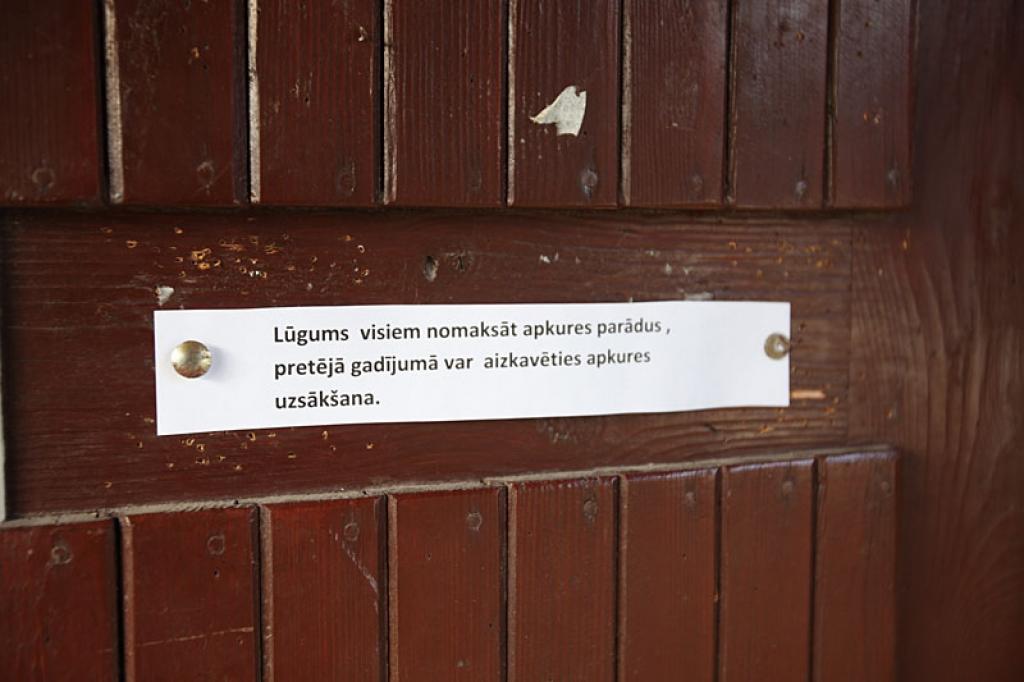 Lūgums visiem nomaksāt apkures parādus ,
pretējā gadījumā var aizkavēties apkures
uzsākšana.